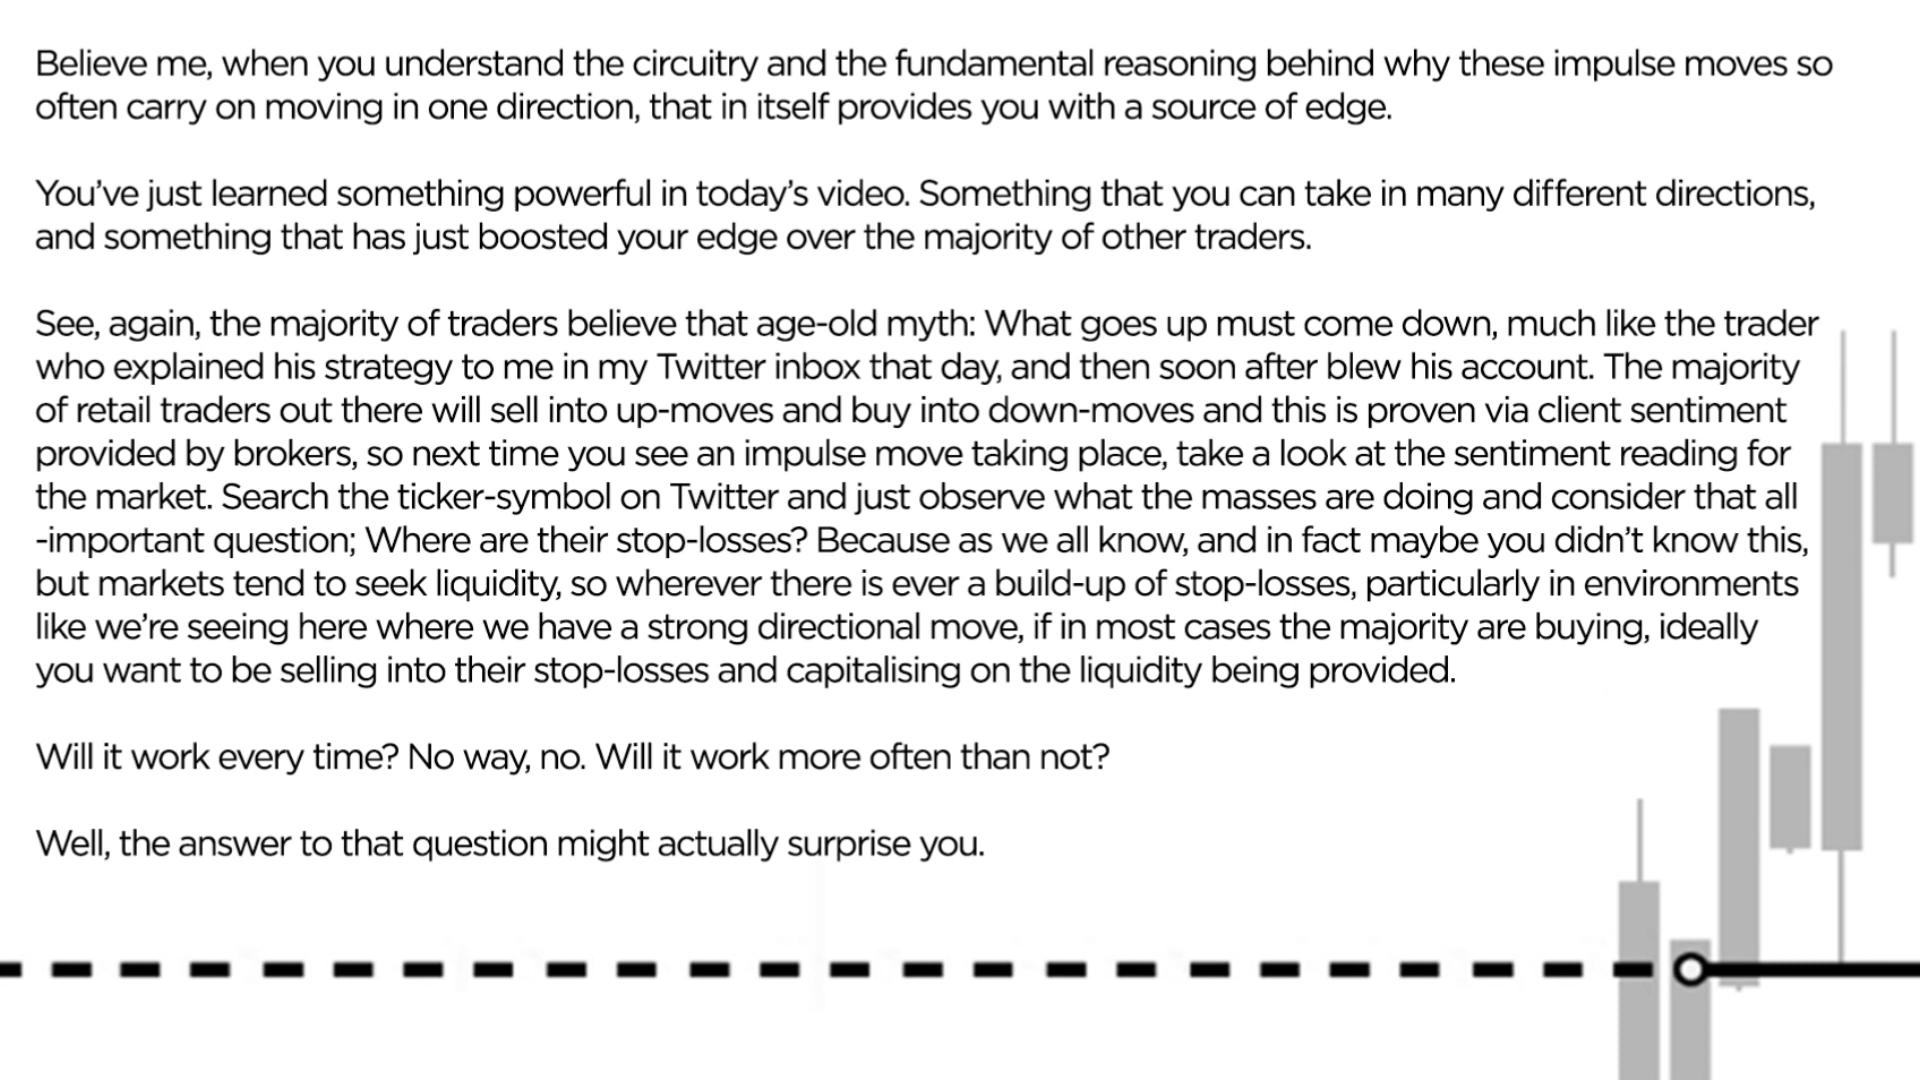 Believe me, when you understand the circuitry and the fundamental reasoning behind why these impulse moves so
often carry on moving in one direction, that in itself provides you with a source of edge.
You've just learned something powerful in today's video. Something that you can take in many different directions,
and something that has just boosted your edge over the majority of other traders.
See, again, the majority of traders believe that age-old myth: What goes up must come down, much like the trader
who explained his strategy to me in my Twitter inbox that day, and then soon after blew his account. The majority
of retail traders out there will sell into up-moves and buy into down-moves and this is proven via client sentiment
provided by brokers, so next time you see an impulse move taking place, take a look at the sentiment reading for
the market. Search the ticker-symbol on Twitter and just observe what the masses are doing and consider that all
-important question; Where are their stop-losses? Because as we all know, and in fact maybe you didn't know this,
but markets tend to seek liquidity, so wherever there is ever a build-up of stop-losses, particularly in environments
like we're seeing here where we have a strong directional move, if in most cases the majority are buying, ideally
you want to be selling into their stop-losses and capitalising on the liquidity being provided.
Will it work every time? No way, no. Will it work more often than not?
Well, the answer to that question might actually surprise you.